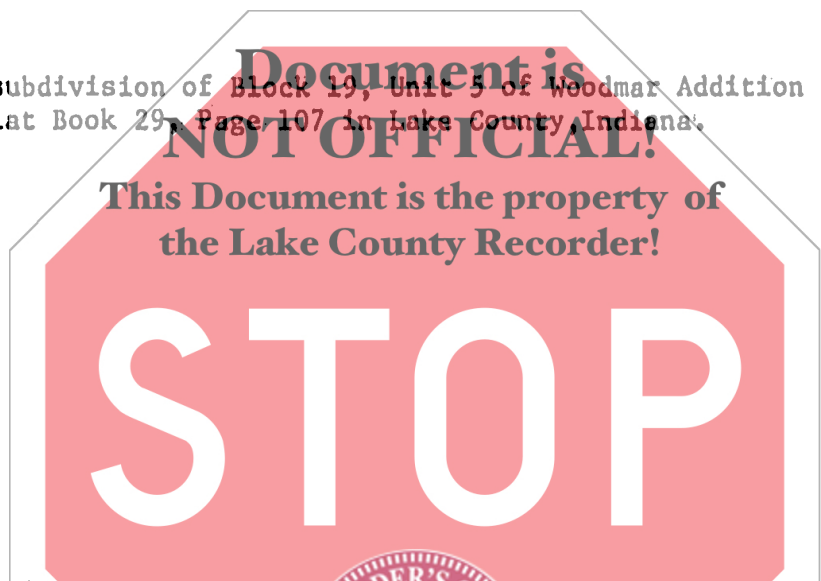 subdivision of Block 19, Unit 5 of Woodmar Addition
at Book 29, Page 107 in Lake County, Indiana.
Document is
NOT OFFICIAL!
This Document is the property of
the Lake County Recorder!
STOP